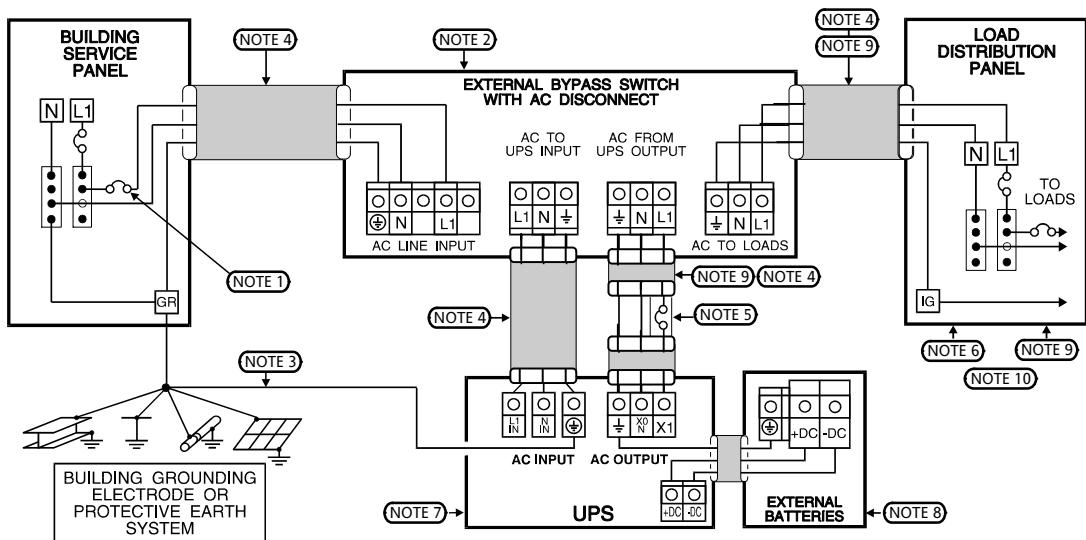 BUILDING
SERVICE
PANEL
NOTE 4
NOTE 2
NOTE 4
NOTE 9
LOAD
DISTRIBUTION
PANEL
EXTERNAL BYPASS SWITCH
WITH AC DISCONNECT
N L1
AC TO
UPS INPUT
AC FROM
UPS OUTPUT
N L1
TO
LOADS
N L1
AC LINE INPUT
L1 N
N L1
N L1
AC TO LOADS
NOTE 1
GR
NOTE 9 NOTE 4
IG
NOTE 4
NOTE 5
NOTE 6 NOTE 9
NOTE 10
NOTE 3
L1
IN
N
IN
X0
N
X1
AC INPUT AC OUTPUT
+DC -DC
BUILDING GROUNDING
ELECTRODE OR
PROTECTIVE EARTH
SYSTEM
NOTE 7
UPS
+DC -DC
EXTERNAL
BATTERIES
NOTE 8